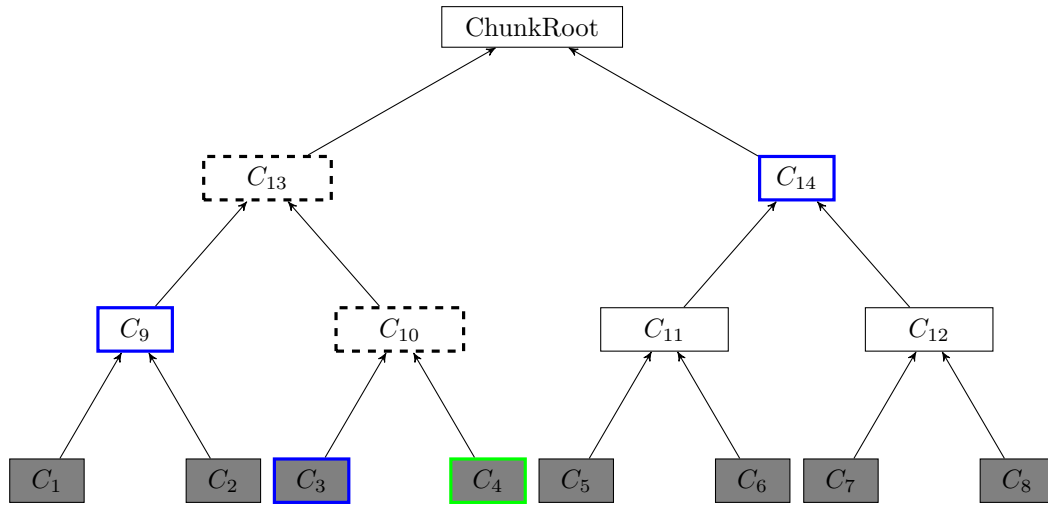 ChunkRoot
C₁₃ C₁₄
C₉ C₁₀ C₁₁ C₁₂
C₁ C₂ C₃ C₄ C₅ C₆ C₇ C₈